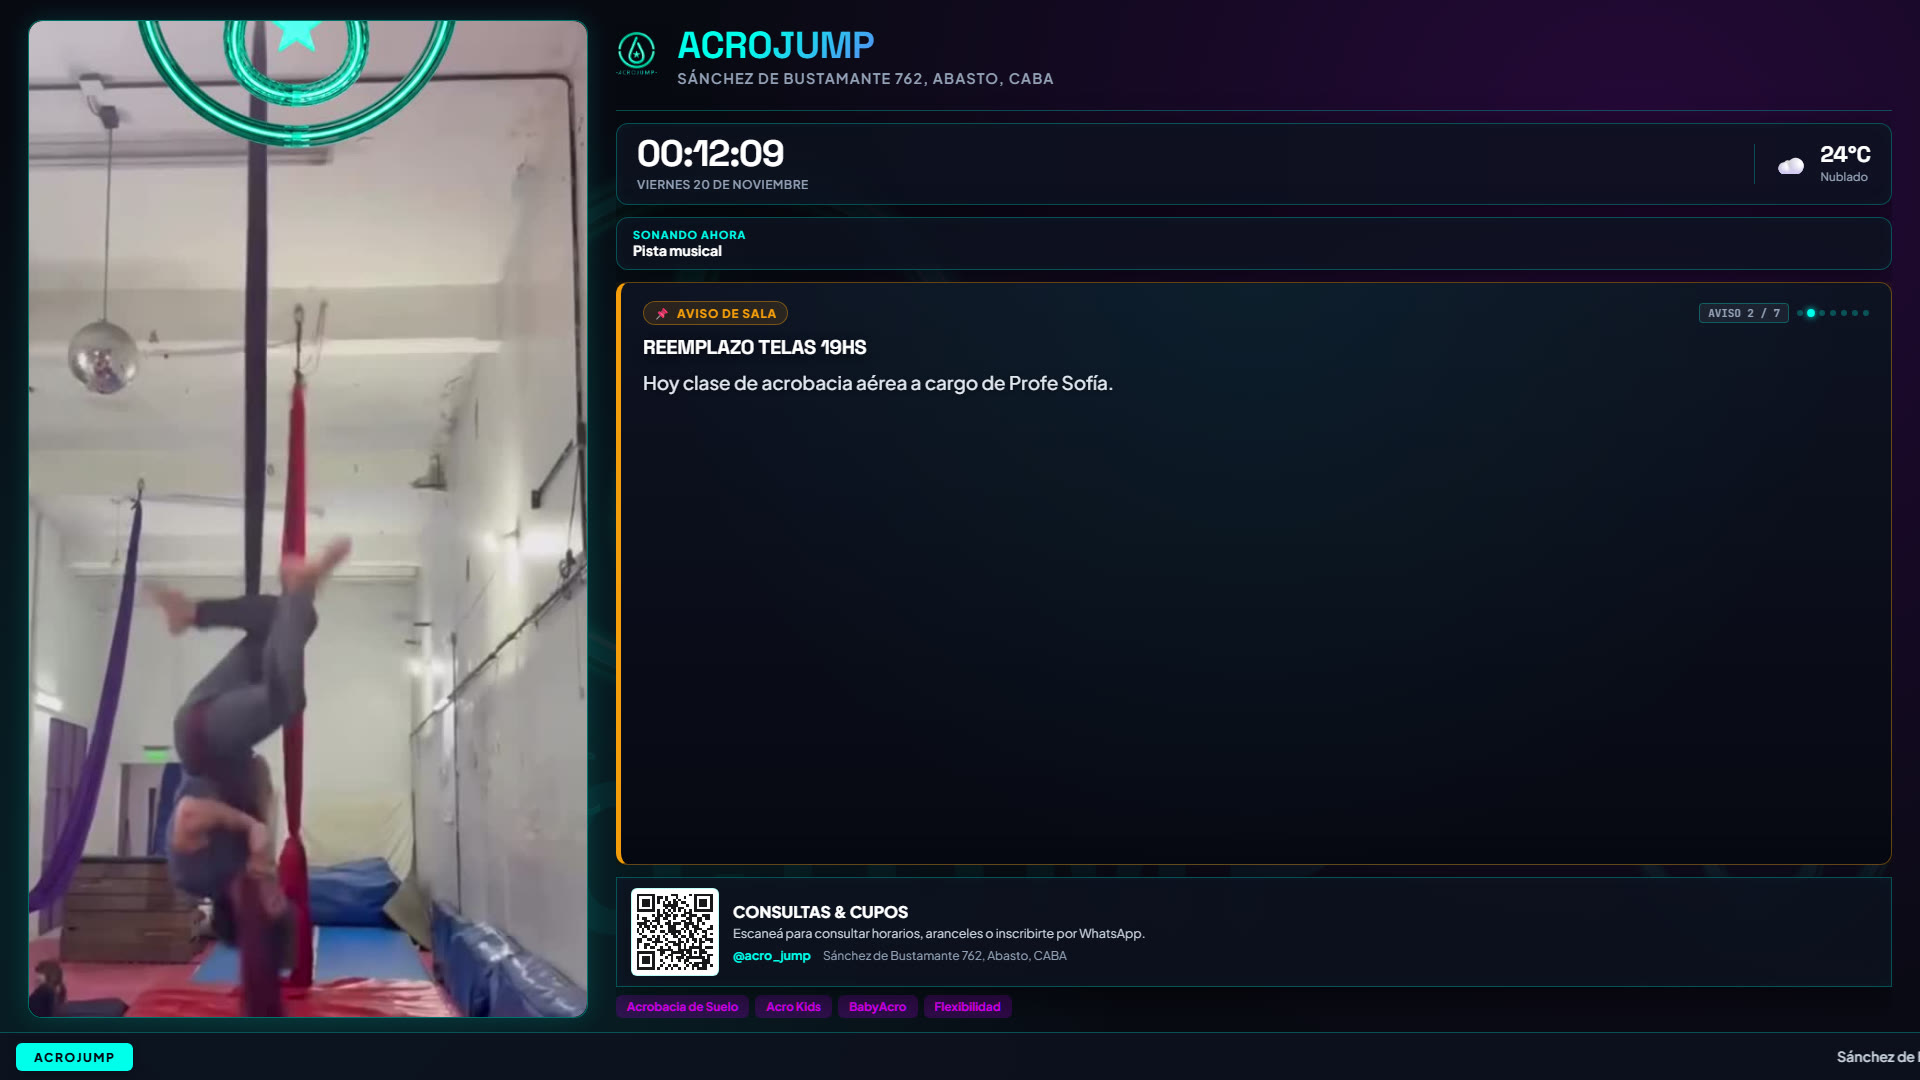 ACROJUMP
-ACROJUMP-
SÁNCHEZ DE BUSTAMANTE 762, ABASTO, CABA
00:12:09
VIERNES 20 DE NOVIEMBRE
24°C
Nublado
SONANDO AHORA
Pista musical
AVISO DE SALA
AVISO 2 / 7
REEMPLAZO TELAS 19HS
Hoy clase de acrobacia aérea a cargo de Profe Sofía.
CONSULTAS & CUPOS
Escaneá para consultar horarios, aranceles o inscribirte por WhatsApp.
@acro_jump Sánchez de Bustamante 762, Abasto, CABA
Acrobacia de Suelo Acro Kids BabyAcro Flexibilidad
ACROJUMP
Sánchez de